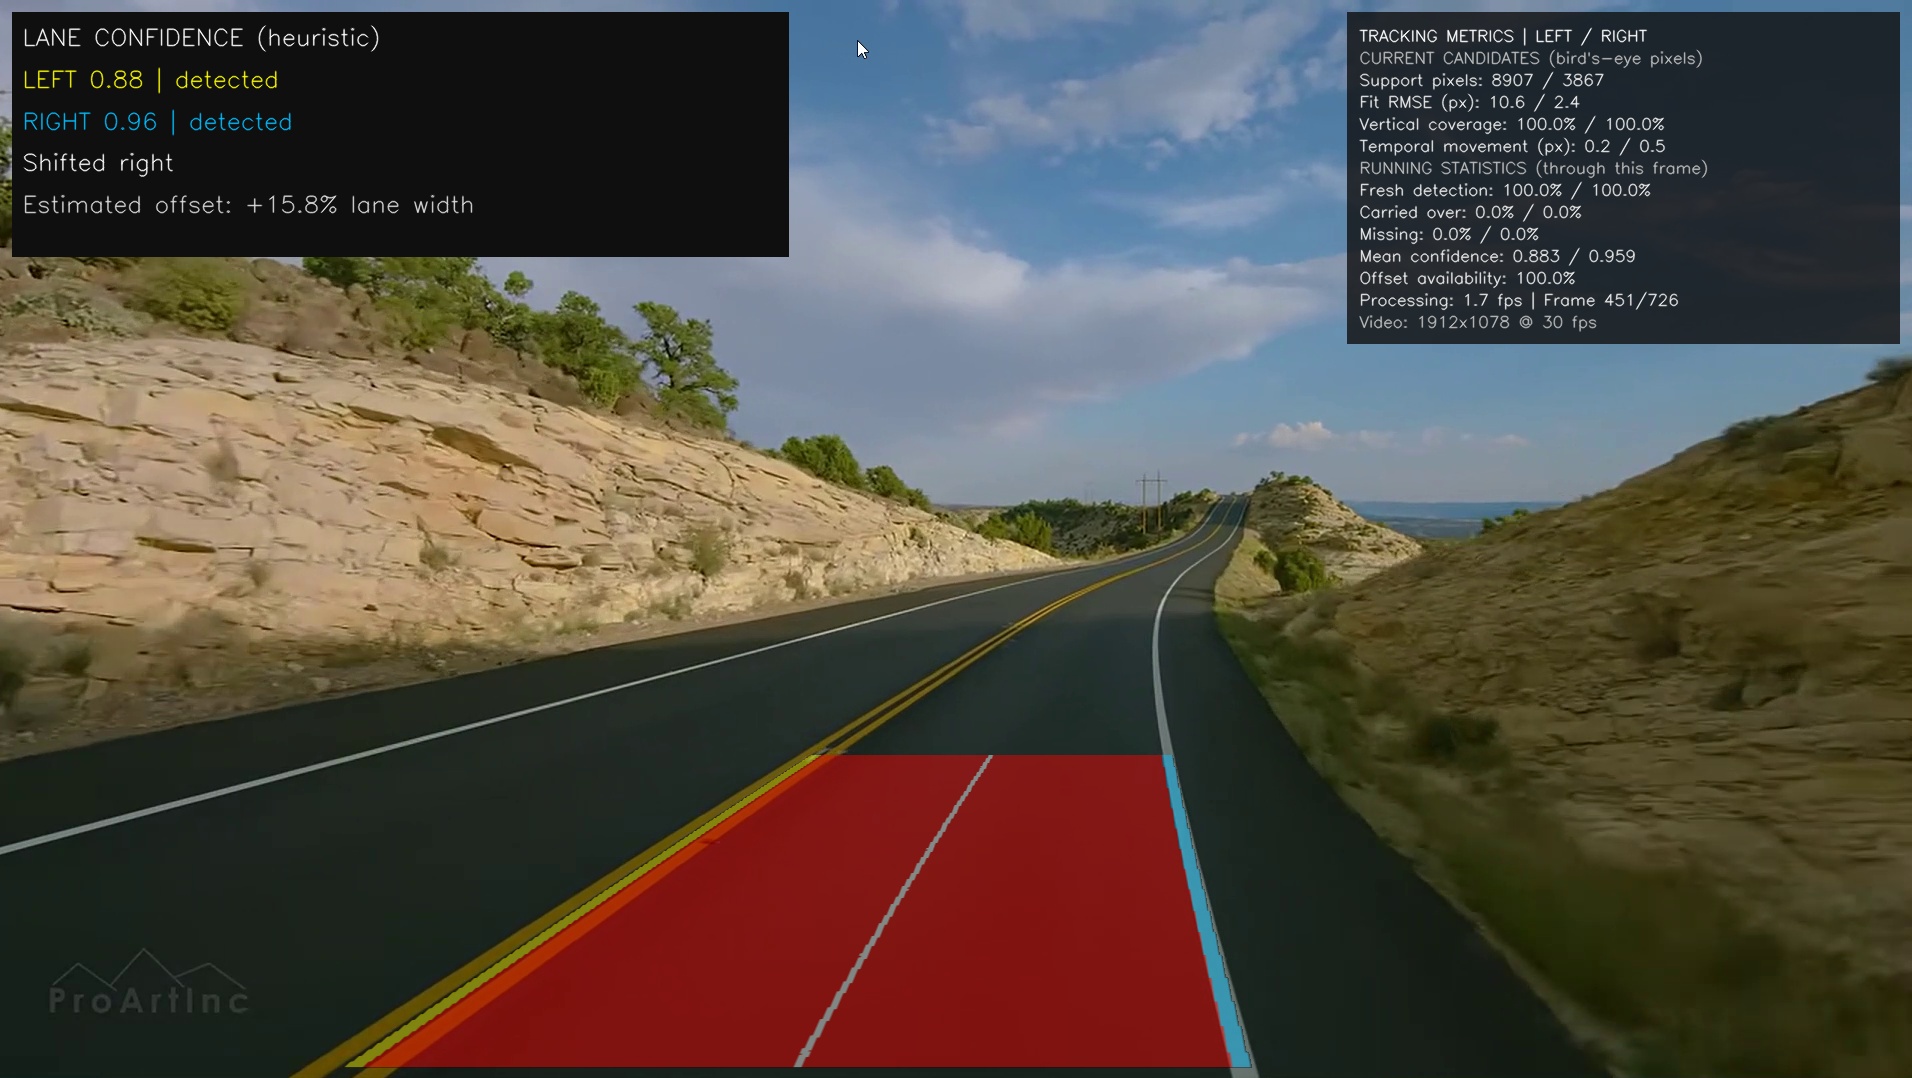 LANE CONFIDENCE (heuristic)
LEFT 0.88 | detected
RIGHT 0.96 | detected
Shifted right
Estimated offset: +15.8% lane width
TRACKING METRICS | LEFT / RIGHT
CURRENT CANDIDATES (bird's-eye pixels)
Support pixels: 8907 / 3867
Fit RMSE (px): 10.6 / 2.4
Vertical coverage: 100.0% / 100.0%
Temporal movement (px): 0.2 / 0.5
RUNNING STATISTICS (through this frame)
Fresh detection: 100.0% / 100.0%
Carried over: 0.0% / 0.0%
Missing: 0.0% / 0.0%
Mean confidence: 0.883 / 0.959
Offset availability: 100.0%
Processing: 1.7 fps | Frame 451/726
Video: 1912x1078 @ 30 fps
ProArtInc